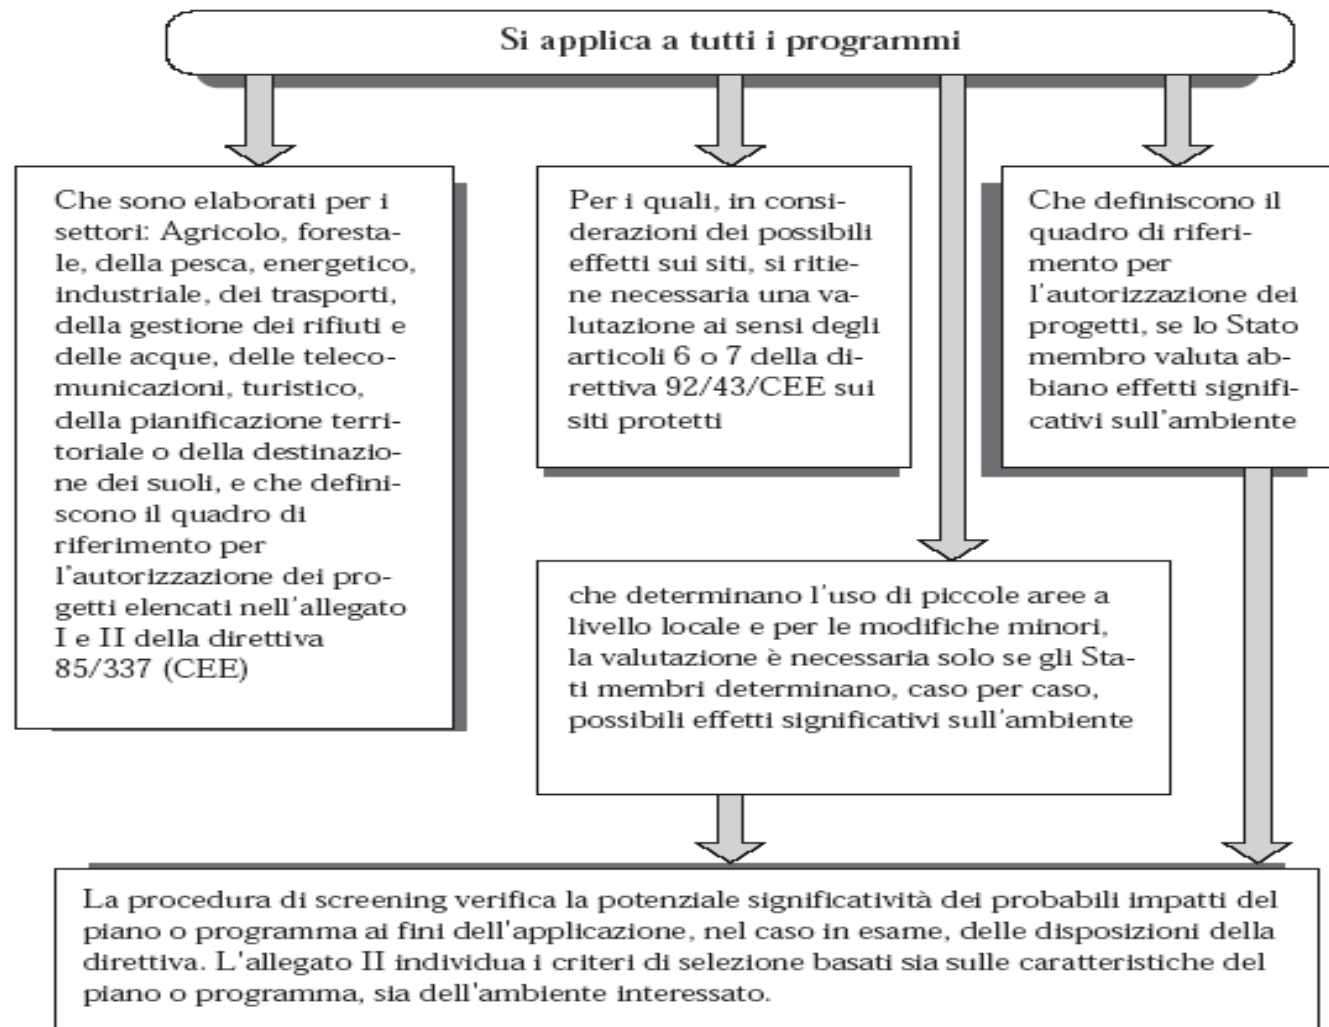 Si applica a tutti i programmi
Che sono elaborati per i
settori: Agricolo, foresta-
le, della pesca, energetico,
industriale, dei trasporti,
della gestione dei rifiuti e
delle acque, delle teleco-
municazioni, turistico,
della pianificazione terri-
toriale o della destinazio-
ne dei suoli, e che defini-
scono il quadro di
riferimento per
l'autorizzazione dei pro-
getti elencati nell'allegato
I e II della direttiva
85/337 (CEE)
Per i quali, in consi-
derazioni dei possibili
effetti sui siti, si ritie-
ne necessaria una va-
lutazione ai sensi degli
articoli 6 o 7 della di-
rettiva 92/43/CEE sui
siti protetti
Che definiscono il
quadro di riferi-
mento per
l'autorizzazione dei
progetti, se lo Stato
membro valuta ab-
biano effetti signifi-
cativi sull'ambiente
che determinano l'uso di piccole aree a
livello locale e per le modifiche minori,
la valutazione è necessaria solo se gli Sta-
ti membri determinano, caso per caso,
possibili effetti significativi sull'ambiente
La procedura di screening verifica la potenziale significatività dei probabili impatti del
piano o programma ai fini dell'applicazione, nel caso in esame, delle disposizioni della
direttiva. L'allegato II individua i criteri di selezione basati sia sulle caratteristiche del
piano o programma, sia dell'ambiente interessato.